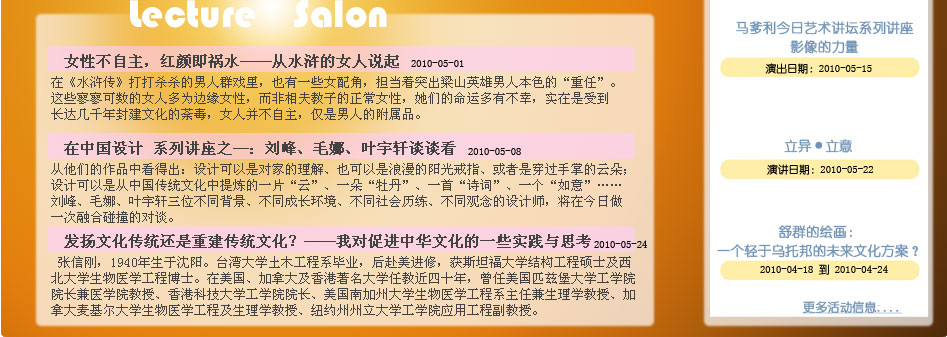 Lecture Salon
女性不自主，红颜即祸水——从水浒的女人说起 2010-05-01
在《水浒传》打打杀杀的男人群戏里，也有一些女配角，担当着突出梁山英雄男人本色的“重任”。
这些寥寥可数的女人多为边缘女性，而非相夫教子的正常女性，她们的命运多有不幸，实在是受到
长达几千年封建文化的荼毒，女人并不自主，仅是男人的附属品。
在中国设计 系列讲座之一：刘峰、毛娜、叶宇轩谈谈看 2010-05-08
从他们的作品中看得出：设计可以是对家的理解、也可以是浪漫的阳光戒指、或者是穿过手掌的云朵；
设计可以是从中国传统文化中提炼的一片“云”、一朵“牡丹”、一首“诗词”、一个“如意”……
刘峰、毛娜、叶宇轩三位不同背景、不同成长环境、不同社会历练、不同观念的设计师，将在今日做
一次融合碰撞的对谈。
发扬文化传统还是重建传统文化？——我对促进中华文化的一些实践与思考 2010-05-24
张信刚，1940年生于沈阳。台湾大学土木工程系毕业，后赴美进修，获斯坦福大学结构工程硕士及西
北大学生物医学工程博士。在美国、加拿大及香港著名大学任教近四十年，曾任美国匹兹堡大学工学院
院长兼医学院教授、香港科技大学工学院院长、美国南加州大学生物医学工程系主任兼生理学教授、加
拿大麦基尔大学生物医学工程及生理学教授、纽约州州立大学工学院应用工程副教授。
马爹利今日艺术讲坛系列讲座
影像的力量
演出日期：2010-05-15
立异●立意
演讲日期：2010-05-22
舒群的绘画：
一个轻于乌托邦的未来文化方案？
2010-04-18 到 2010-04-24
更多活动信息....